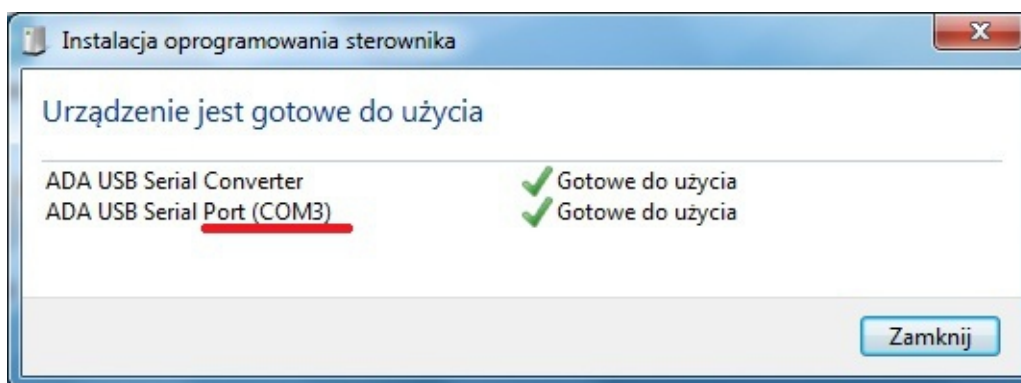 Instalacja oprogramowania sterownika
Urządzenie jest gotowe do użycia
ADA USB Serial Converter Gotowe do użycia
ADA USB Serial Port (COM3) Gotowe do użycia
Zamknij